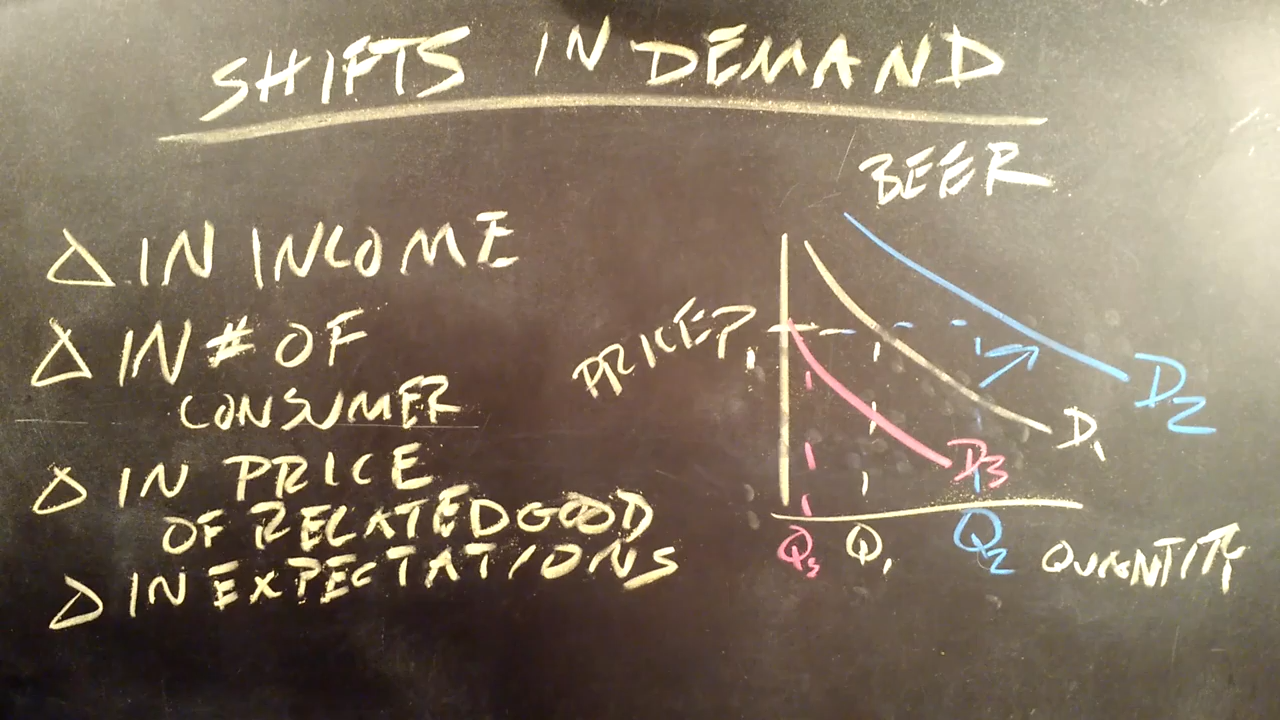 SHIFTS IN DEMAND
BEER
Δ IN INCOME
Δ IN # OF
CONSUMER
Δ IN PRICE
OF RELATED GOOD
Δ IN EXPECTATIONS
PRICE P1
D2
D1
D3
Q3 Q1 Q2 QUANTITY